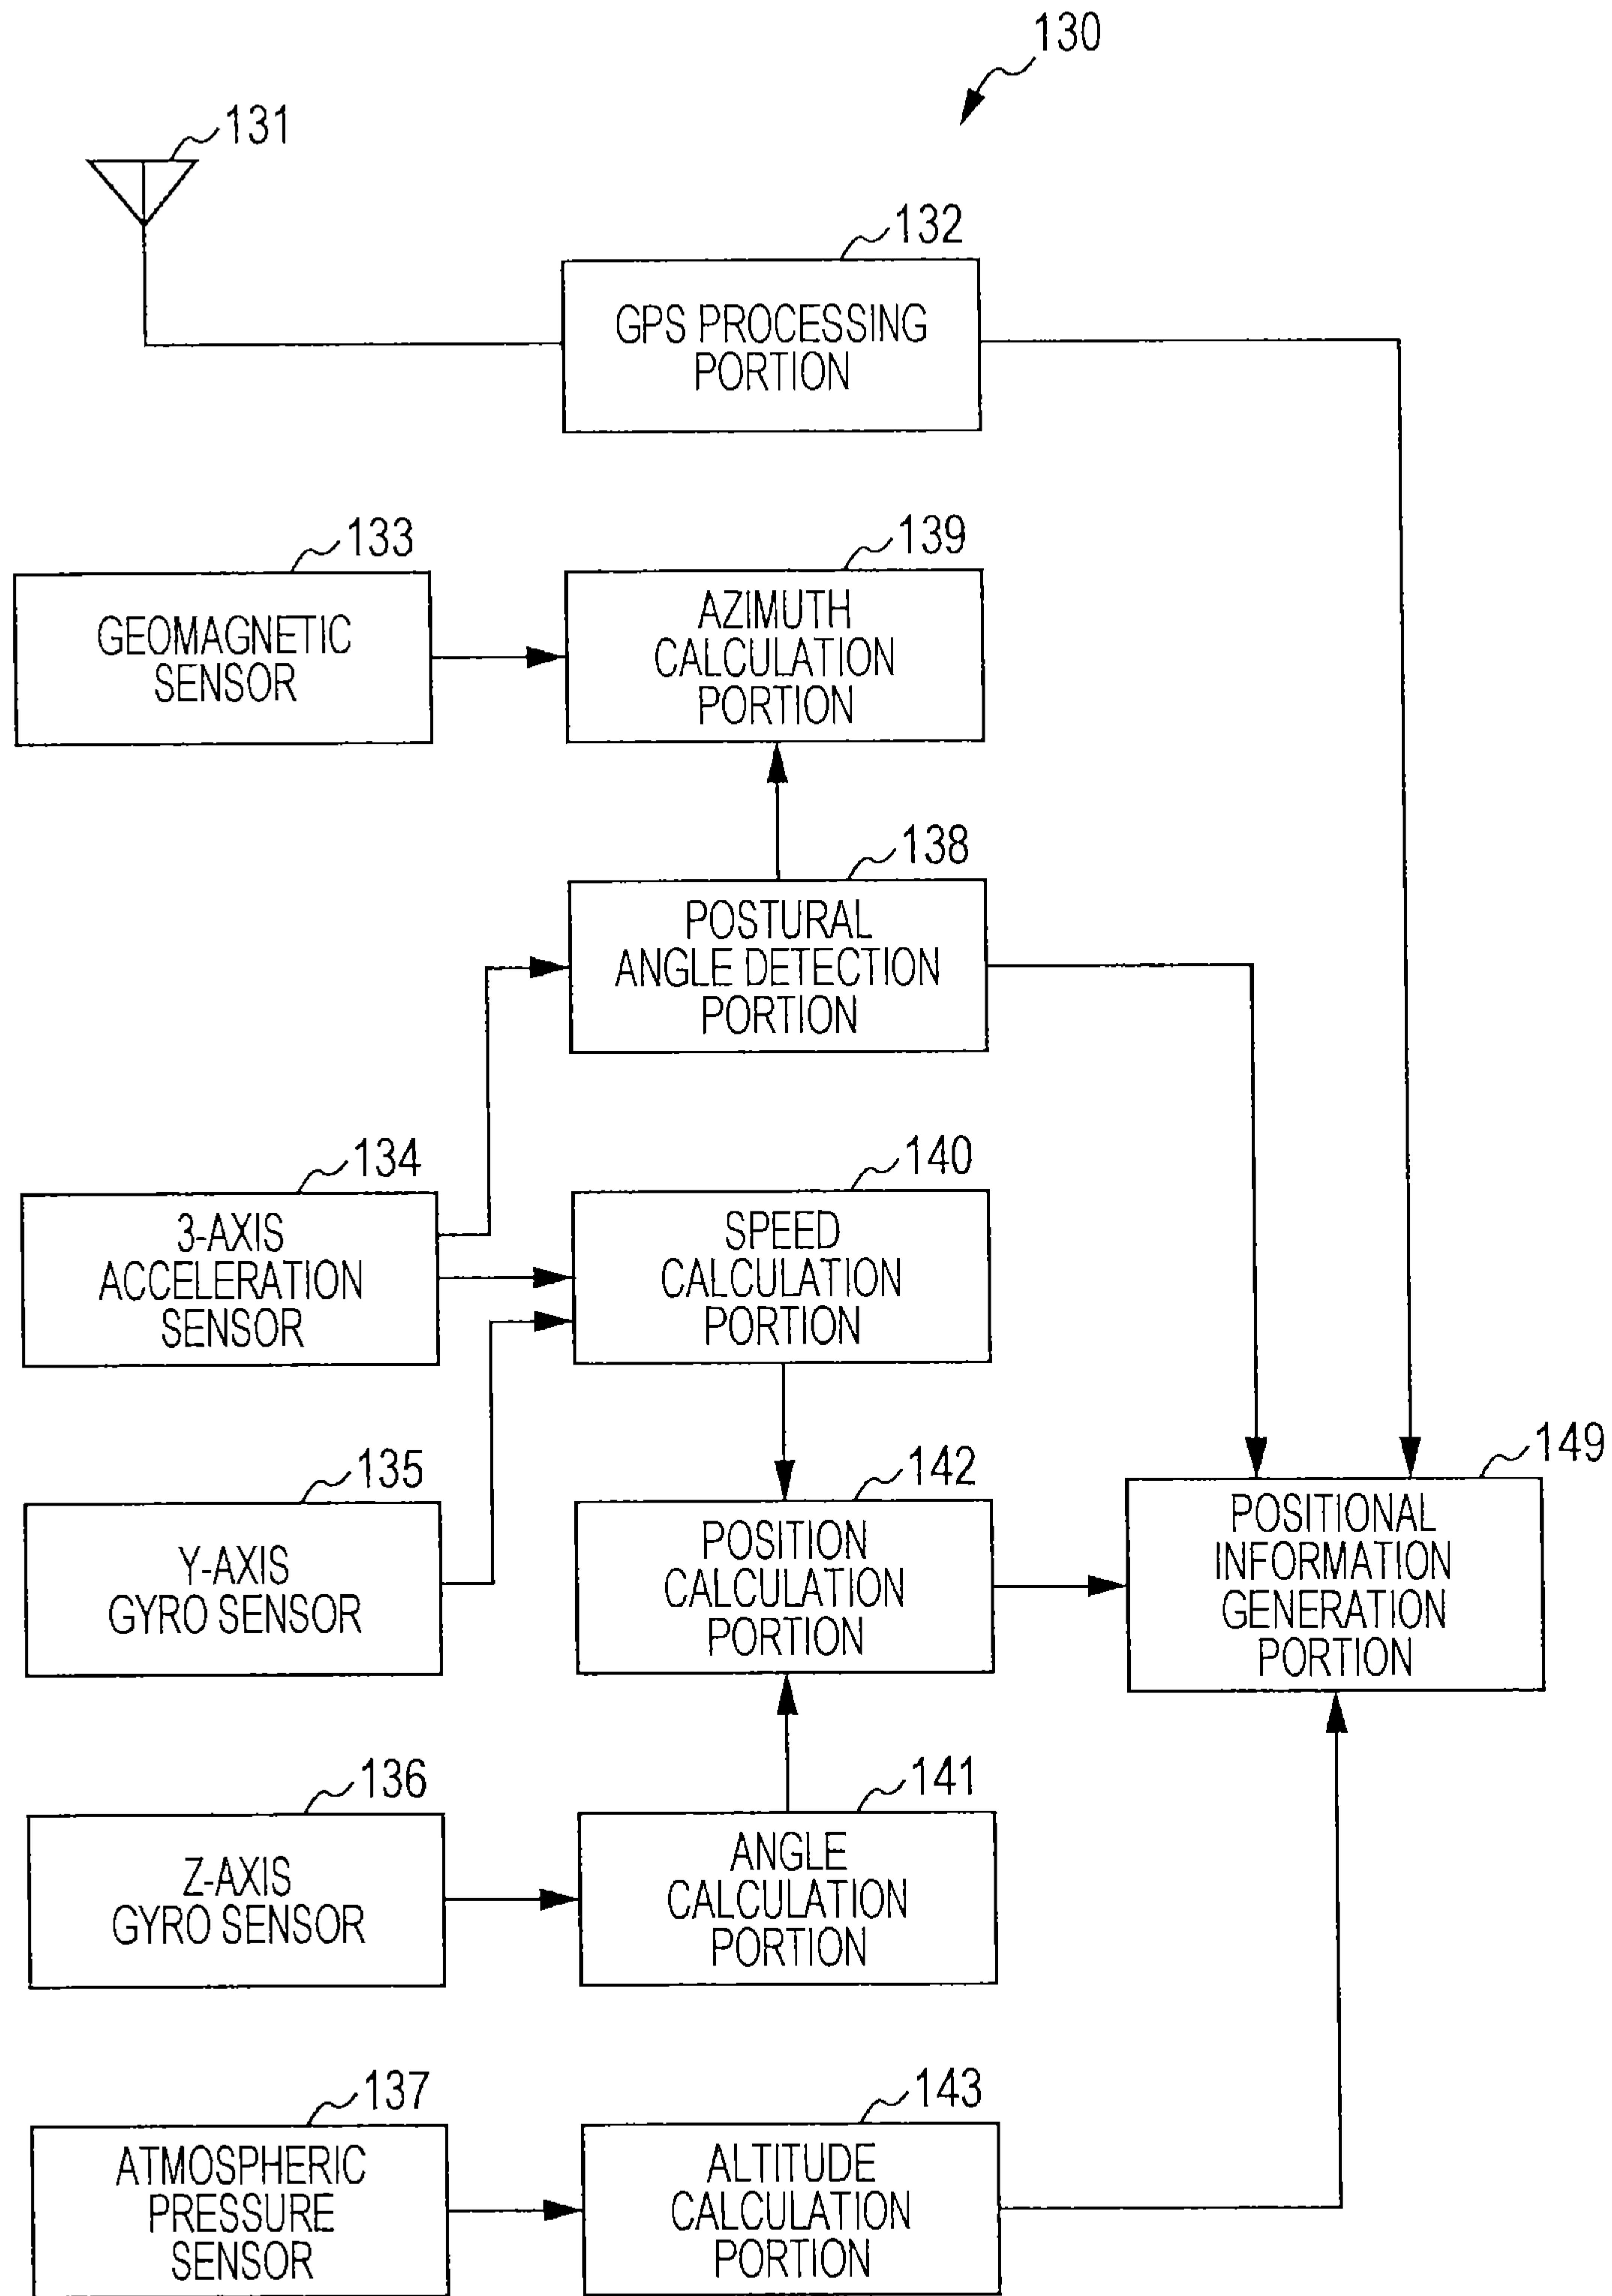 130
131
132
GPS PROCESSING
PORTION
133
GEOMAGNETIC
SENSOR
139
AZIMUTH
CALCULATION
PORTION
138
POSTURAL
ANGLE DETECTION
PORTION
134
3-AXIS
ACCELERATION
SENSOR
140
SPEED
CALCULATION
PORTION
135
Y-AXIS
GYRO SENSOR
142
POSITION
CALCULATION
PORTION
149
POSITIONAL
INFORMATION
GENERATION
PORTION
136
Z-AXIS
GYRO SENSOR
141
ANGLE
CALCULATION
PORTION
137
ATMOSPHERIC
PRESSURE
SENSOR
143
ALTITUDE
CALCULATION
PORTION